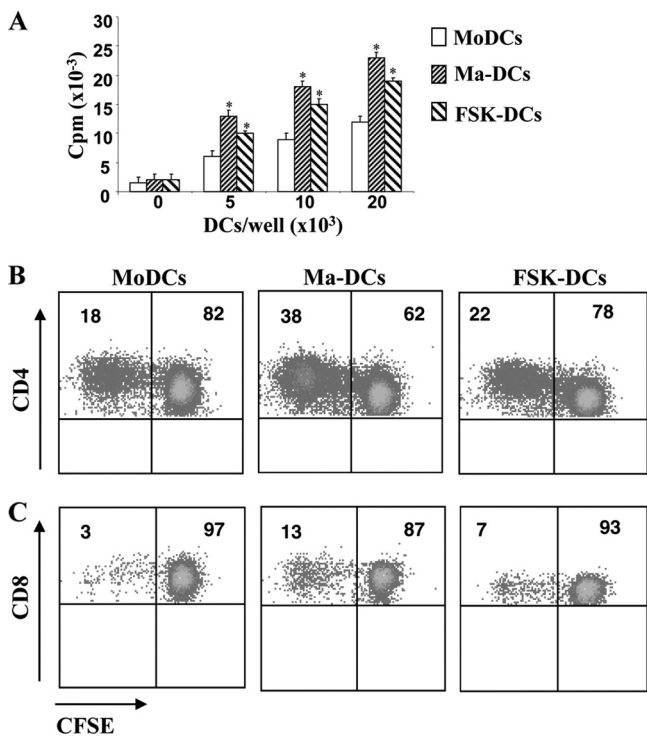 A
Cpm (x10-3)
30
25
20
15
10
5
0
* * * * * *
0 5 10 20
DCs/well (x10³)
MoDCs
Ma-DCs
FSK-DCs
B
MoDCs Ma-DCs FSK-DCs
CD4
18 82 38 62 22 78
C
CD8
3 97 13 87 7 93
CFSE